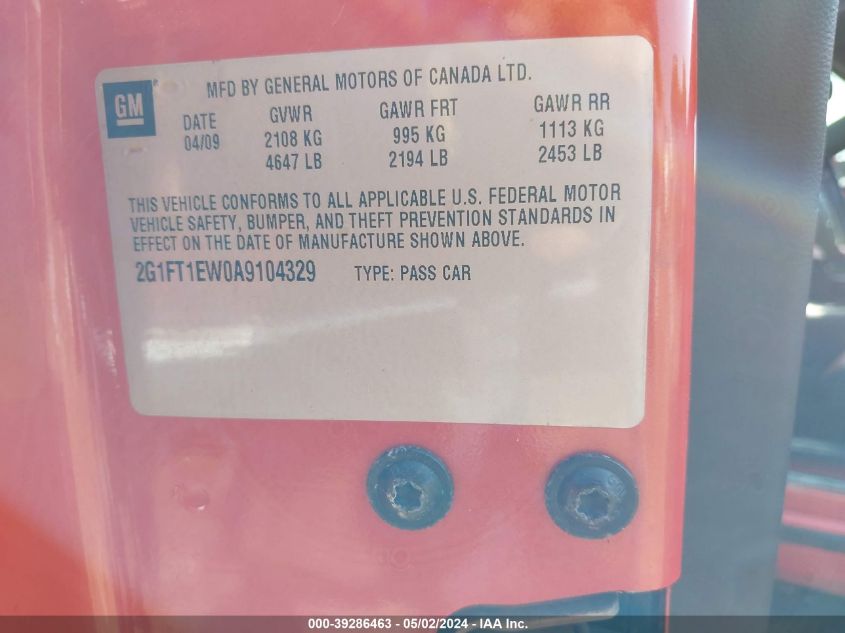 GM
MFD BY GENERAL MOTORS OF CANADA LTD.
DATE GVWR GAWR FRT GAWR RR
04/09 2108 KG 995 KG 1113 KG
4647 LB 2194 LB 2453 LB
THIS VEHICLE CONFORMS TO ALL APPLICABLE U.S. FEDERAL MOTOR
VEHICLE SAFETY, BUMPER, AND THEFT PREVENTION STANDARDS IN
EFFECT ON THE DATE OF MANUFACTURE SHOWN ABOVE.
2G1FT1EW0A9104329 TYPE: PASS CAR
000-39286463 - 05/02/2024 - IAA Inc.